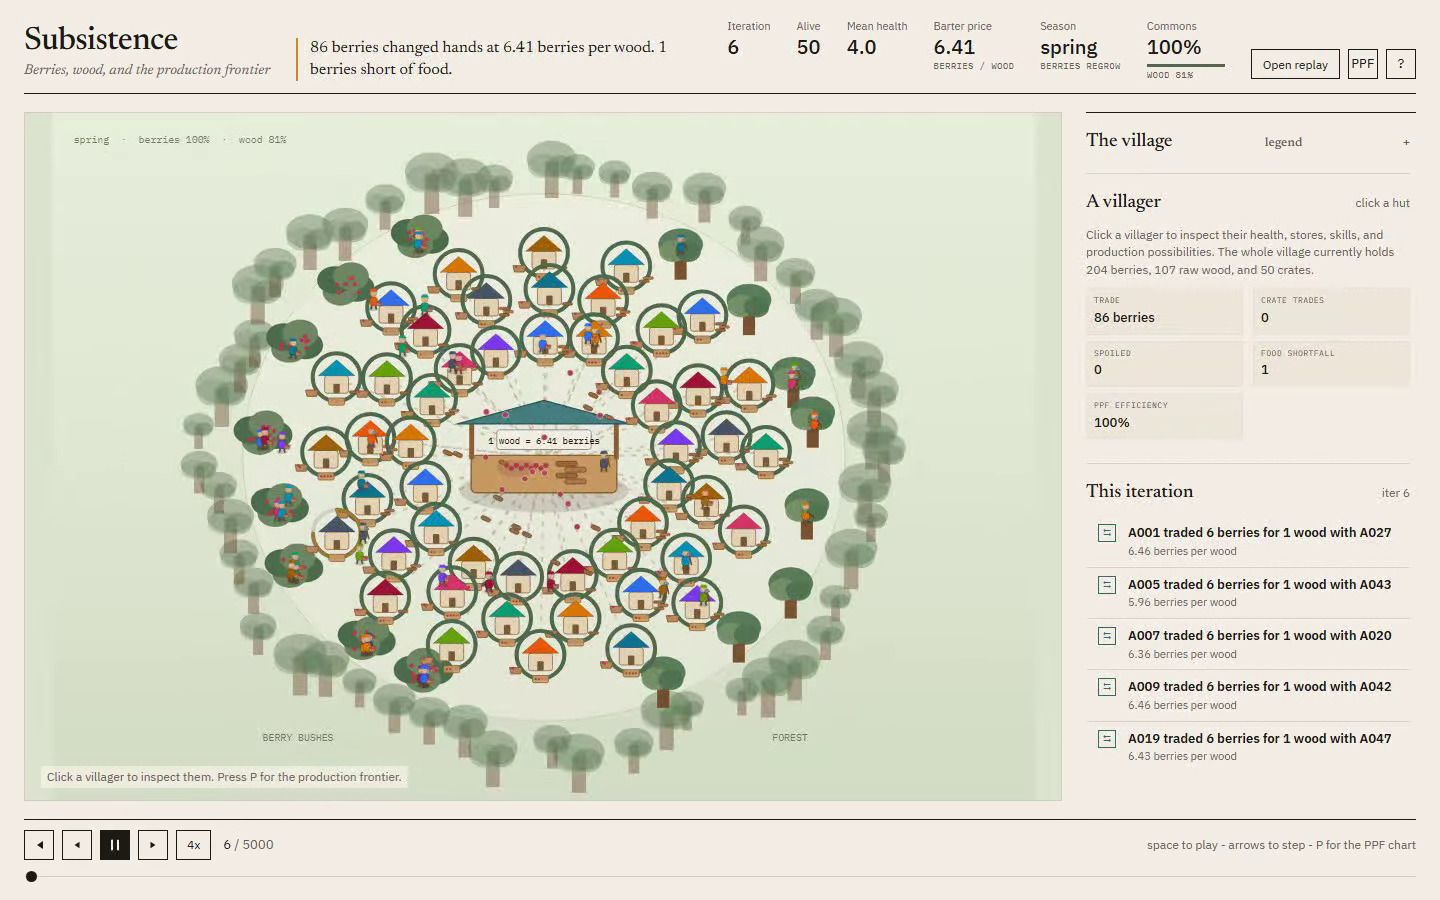 Subsistence
Berries, wood, and the production frontier
86 berries changed hands at 6.41 berries per wood. 1
berries short of food.
Iteration
6
Alive
50
Mean health
4.0
Barter price
6.41
BERRIES / WOOD
Season
spring
BERRIES REGROW
Commons
100%
WOOD 81%
Open replay
PPF
?
spring · berries 100% · wood 81%
1 wood = 6.41 berries
BERRY BUSHES
FOREST
Click a villager to inspect them. Press P for the production frontier.
The village
legend
+
A villager
click a hut
Click a villager to inspect their health, stores, skills, and
production possibilities. The whole village currently holds
204 berries, 107 raw wood, and 50 crates.
TRADE
86 berries
CRATE TRADES
0
SPOILED
0
FOOD SHORTFALL
1
PPF EFFICIENCY
100%
This iteration
iter 6
A001 traded 6 berries for 1 wood with A027
6.46 berries per wood
A005 traded 6 berries for 1 wood with A043
5.96 berries per wood
A007 traded 6 berries for 1 wood with A020
6.36 berries per wood
A009 traded 6 berries for 1 wood with A042
6.46 berries per wood
A019 traded 6 berries for 1 wood with A047
6.43 berries per wood
4x
6 / 5000
space to play - arrows to step - P for the PPF chart